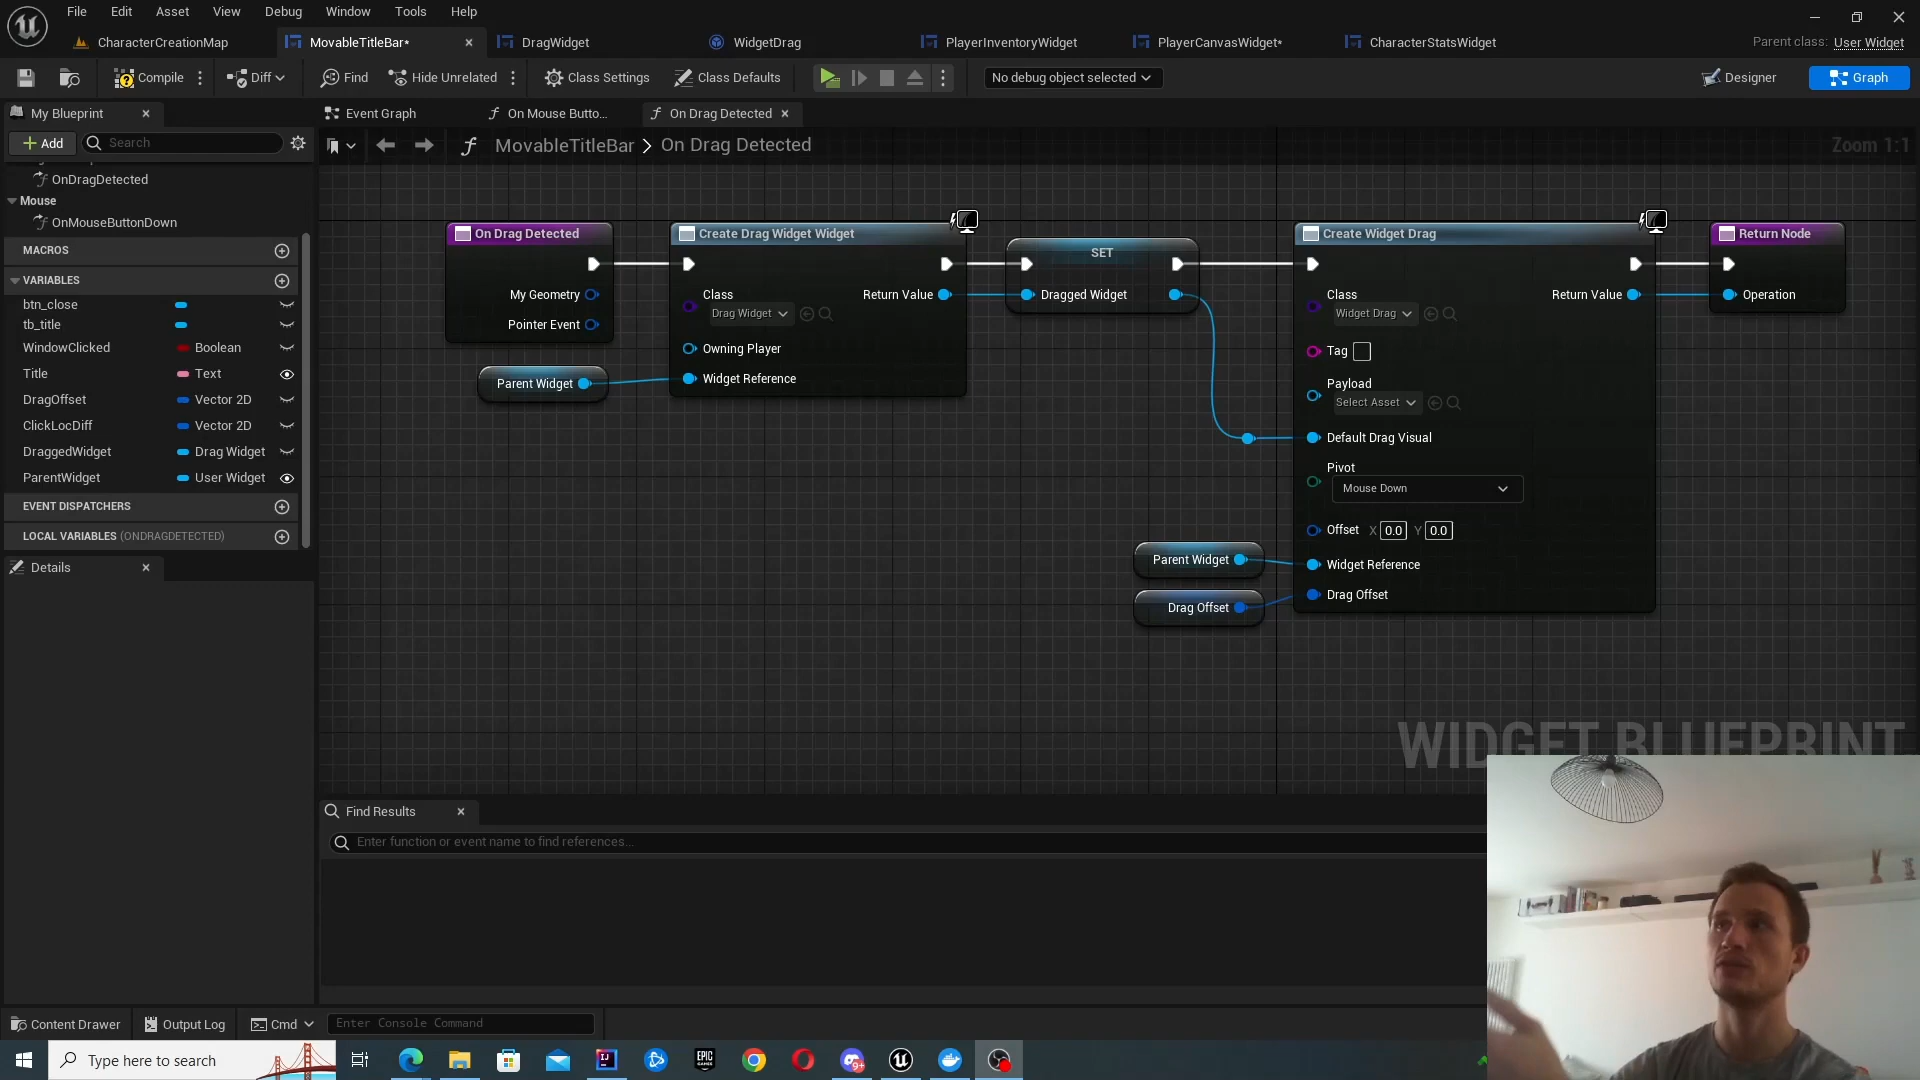 File Edit Asset View Debug Window Tools Help
CharacterCreationMap MovableTitleBar* DragWidget WidgetDrag PlayerInventoryWidget PlayerCanvasWidget* CharacterStatsWidget Parent class: User Widget
Compile Diff Find Hide Unrelated Class Settings Class Defaults No debug object selected Designer Graph
My Blueprint Event Graph On Mouse Butto... On Drag Detected
Add Search MovableTitleBar > On Drag Detected Zoom 1:1
OnDragDetected
Mouse
OnMouseButtonDown
MACROS
VARIABLES
btn_close
tb_title
WindowClicked Boolean
Title Text
DragOffset Vector 2D
ClickLocDiff Vector 2D
DraggedWidget Drag Widget
ParentWidget User Widget
EVENT DISPATCHERS
LOCAL VARIABLES (ONDRAGDETECTED)
Details
On Drag Detected
My Geometry
Pointer Event
Parent Widget
Create Drag Widget Widget
Class Return Value
Drag Widget
Owning Player
Widget Reference
SET
Dragged Widget
Create Widget Drag
Class Return Value
Widget Drag
Tag
Payload
Select Asset
Default Drag Visual
Pivot
Mouse Down
Offset X 0.0 Y 0.0
Parent Widget Widget Reference
Drag Offset Drag Offset
Return Node
Operation
WIDGET BLUEPRINT
Find Results
Enter function or event name to find references...
Content Drawer Output Log Cmd Enter Console Command
Type here to search
EPIC GAMES
9+